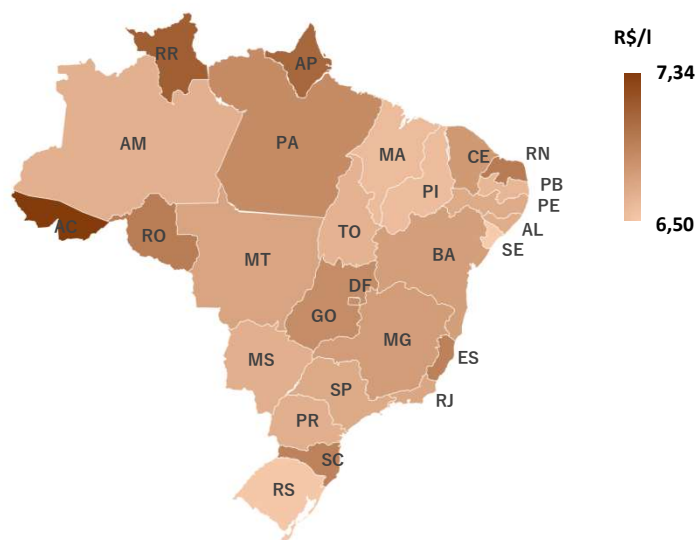 R$/l
7,34
6,50
RR
AP
AM
PA
MA
CE
RN
PI
PB
PE
AC
RO
TO
AL
MT
BA
SE
DF
GO
MG
MS
ES
SP
RJ
PR
SC
RS